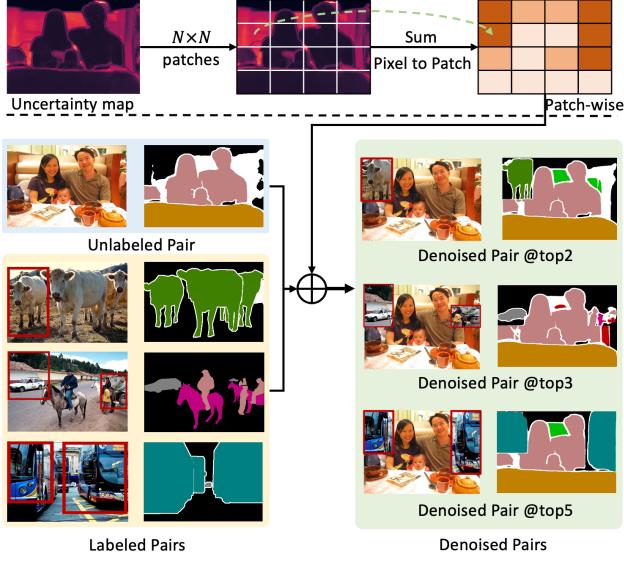 N×N
patches
Sum
Pixel to Patch
Uncertainty map
Patch-wise
Unlabeled Pair
Denoised Pair @top2
Denoised Pair @top3
Denoised Pair @top5
Labeled Pairs
Denoised Pairs